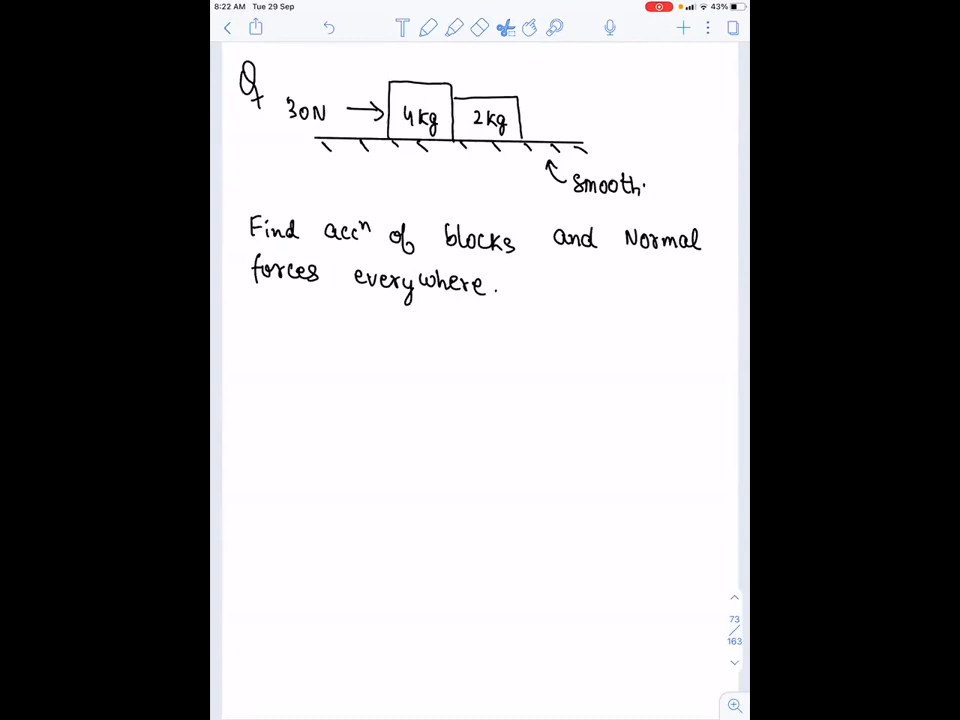 8:22 AM Tue 29 Sep
43%
T
Q
30N
4kg
2kg
smooth.
Find accⁿ of blocks and Normal
forces everywhere.
73
163